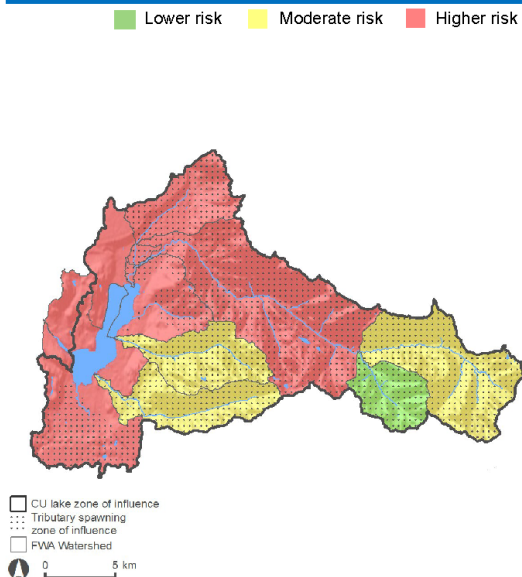 Lower risk Moderate risk Higher risk
CU lake zone of influence
Tributary spawning
zone of influence
FWA Watershed
0 5 km